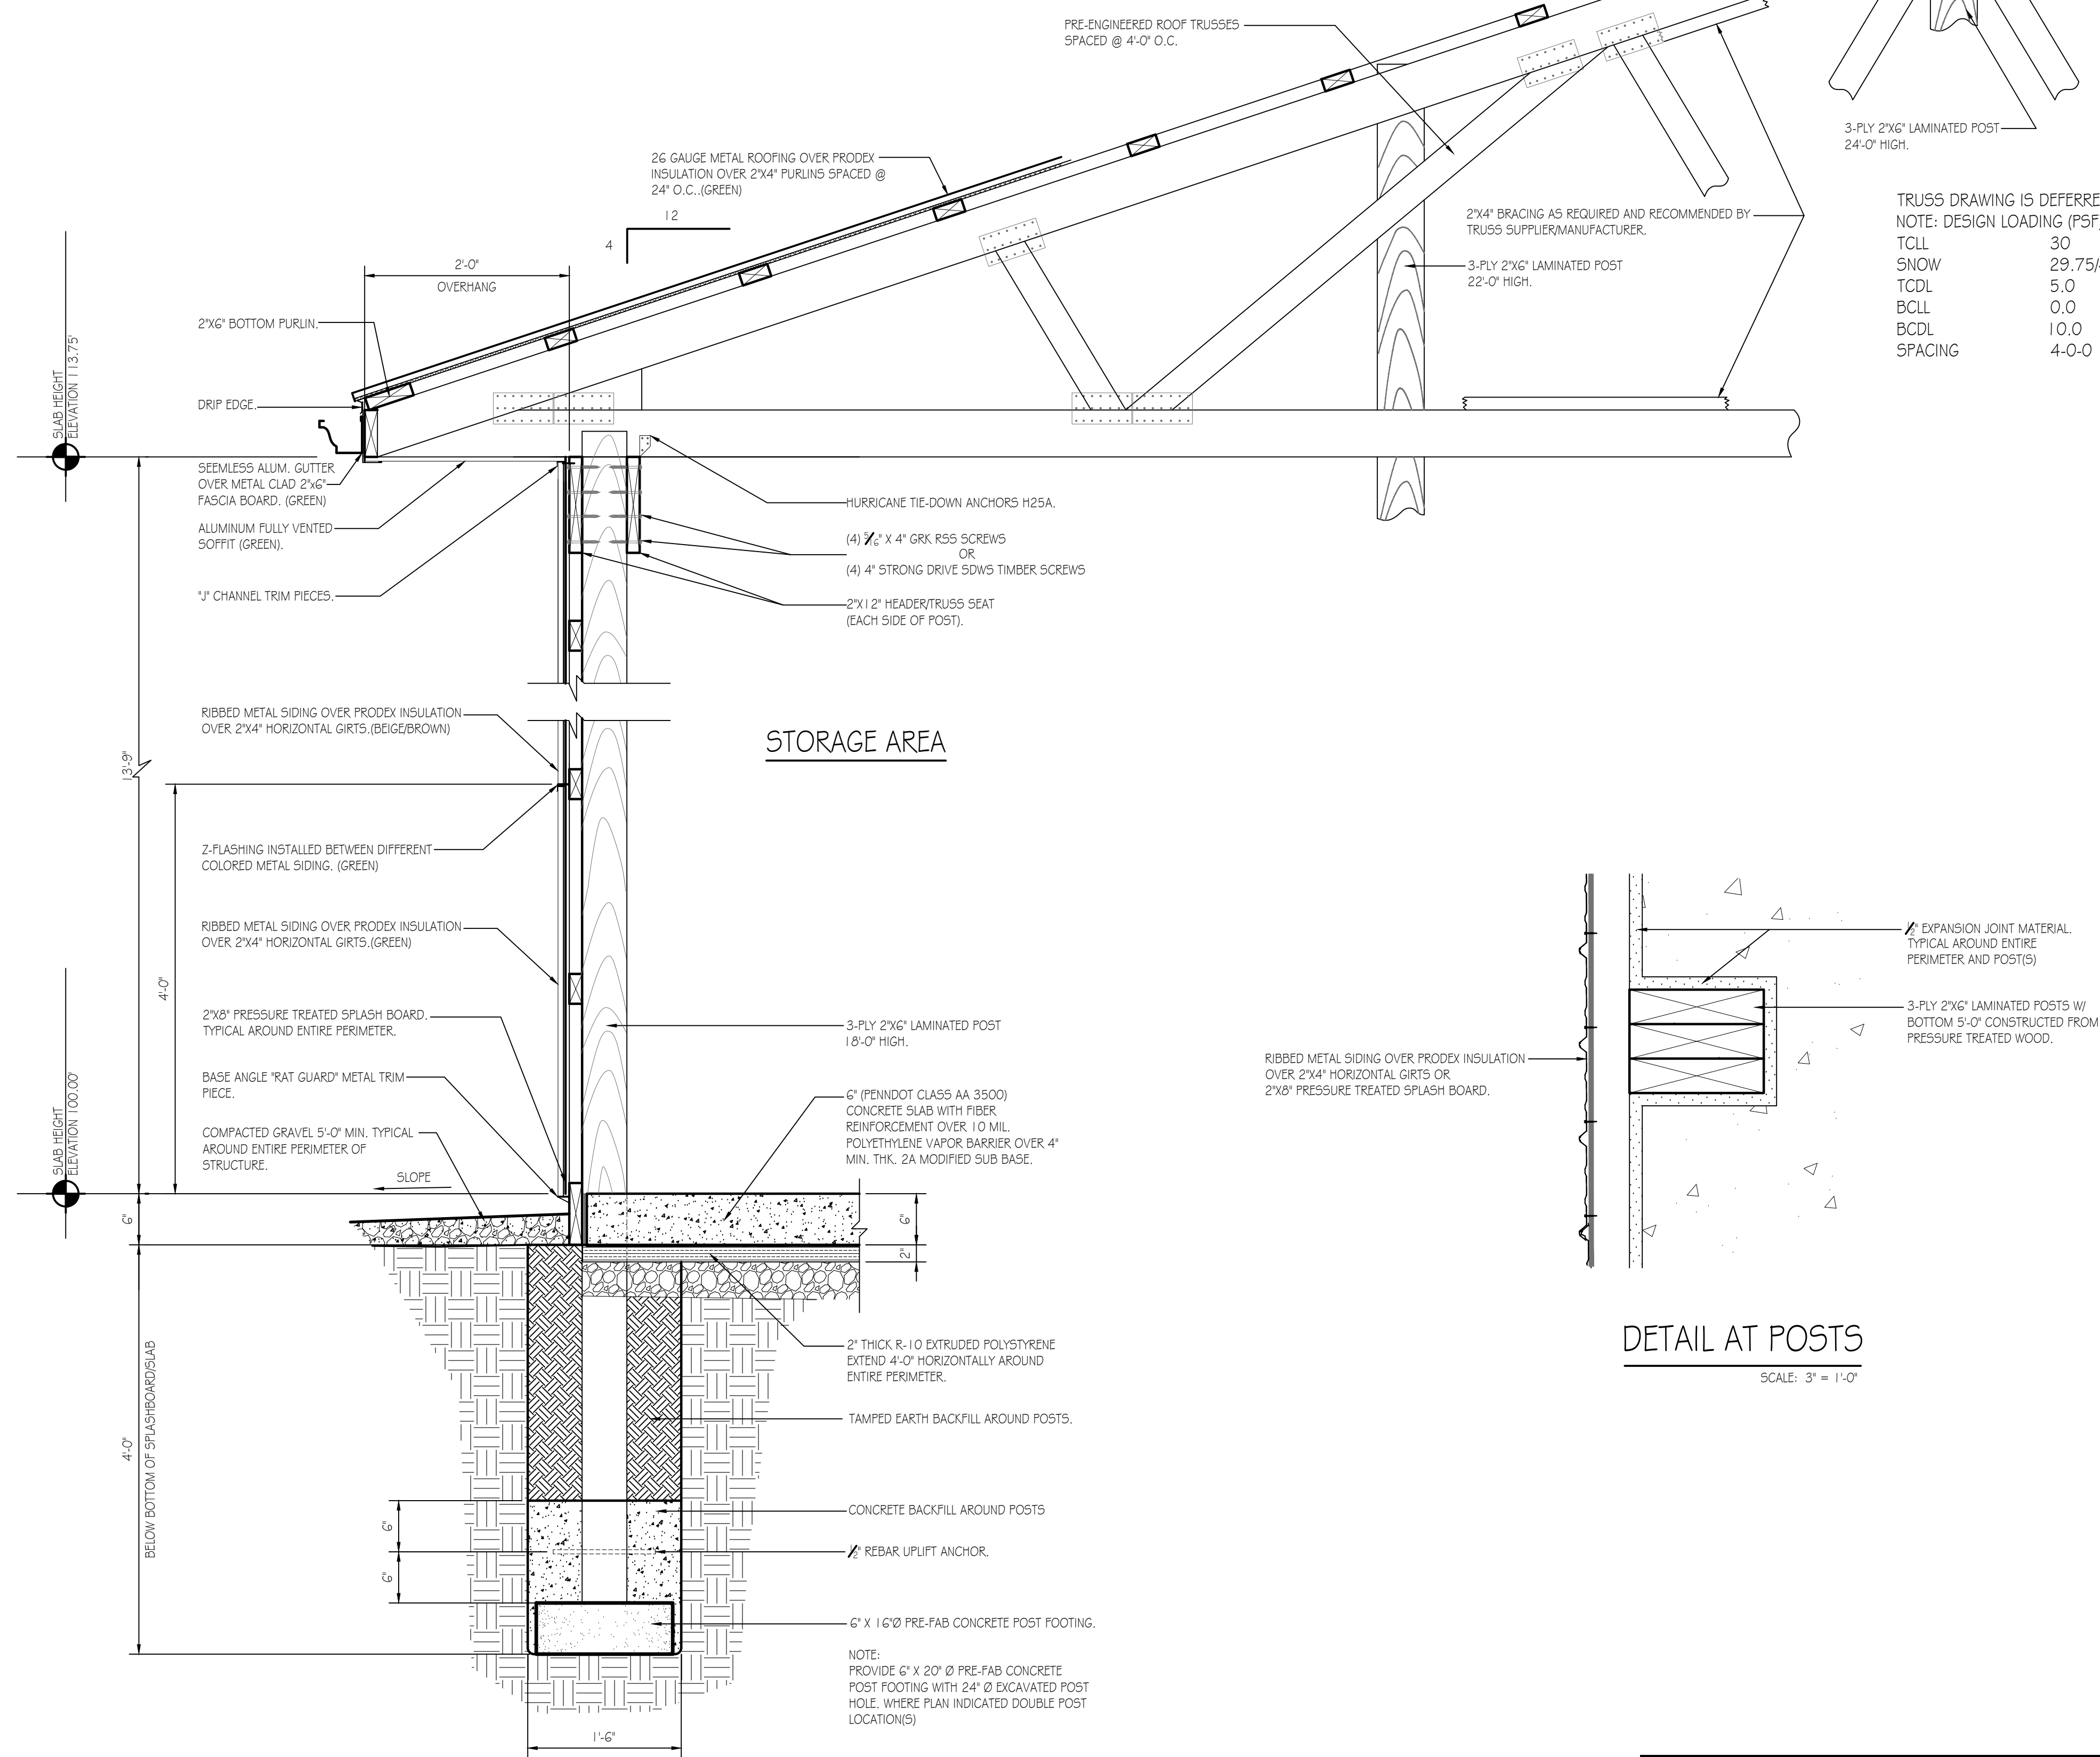 PRE-ENGINEERED ROOF TRUSSES
SPACED @ 4'-0" O.C.
3-PLY 2"X6" LAMINATED POST
24'-0" HIGH.
26 GAUGE METAL ROOFING OVER PRODEX
INSULATION OVER 2"X4" PURLINS SPACED @
24" O.C..(GREEN)
12
4
2"X4" BRACING AS REQUIRED AND RECOMMENDED BY
TRUSS SUPPLIER/MANUFACTURER.
3-PLY 2"X6" LAMINATED POST
22'-0" HIGH.
TRUSS DRAWING IS DEFERRE
NOTE: DESIGN LOADING (PSF)
TCLL 30
SNOW 29.75/
TCDL 5.0
BCLL 0.0
BCDL 10.0
SPACING 4-0-0
2'-0"
OVERHANG
2"X6" BOTTOM PURLIN.
SLAB HEIGHT
ELEVATION 113.75'
DRIP EDGE.
SEEMLESS ALUM. GUTTER
OVER METAL CLAD 2"x6"
FASCIA BOARD. (GREEN)
ALUMINUM FULLY VENTED
SOFFIT (GREEN).
"J" CHANNEL TRIM PIECES.
HURRICANE TIE-DOWN ANCHORS H25A.
(4) 5/16" X 4" GRK RSS SCREWS
OR
(4) 4" STRONG DRIVE SDWS TIMBER SCREWS
2"X12" HEADER/TRUSS SEAT
(EACH SIDE OF POST).
RIBBED METAL SIDING OVER PRODEX INSULATION
OVER 2"X4" HORIZONTAL GIRTS.(BEIGE/BROWN)
STORAGE AREA
13'-9"
Z-FLASHING INSTALLED BETWEEN DIFFERENT
COLORED METAL SIDING. (GREEN)
RIBBED METAL SIDING OVER PRODEX INSULATION
OVER 2"X4" HORIZONTAL GIRTS.(GREEN)
4'-0"
2"X8" PRESSURE TREATED SPLASH BOARD.
TYPICAL AROUND ENTIRE PERIMETER.
3-PLY 2"X6" LAMINATED POST
18'-0" HIGH.
BASE ANGLE "RAT GUARD" METAL TRIM
PIECE.
SLAB HEIGHT
ELEVATION 100.00'
COMPACTED GRAVEL 5'-0" MIN. TYPICAL
AROUND ENTIRE PERIMETER OF
STRUCTURE.
SLOPE
6" (PENNDOT CLASS AA 3500)
CONCRETE SLAB WITH FIBER
REINFORCEMENT OVER 10 MIL.
POLYETHYLENE VAPOR BARRIER OVER 4"
MIN. THK. 2A MODIFIED SUB BASE.
6"
6"
2"
1/2" EXPANSION JOINT MATERIAL.
TYPICAL AROUND ENTIRE
PERIMETER AND POST(S)
3-PLY 2"X6" LAMINATED POSTS W/
BOTTOM 5'-0" CONSTRUCTED FROM
PRESSURE TREATED WOOD.
RIBBED METAL SIDING OVER PRODEX INSULATION
OVER 2"X4" HORIZONTAL GIRTS OR
2"X8" PRESSURE TREATED SPLASH BOARD.
DETAIL AT POSTS
SCALE: 3" = 1'-0"
2" THICK R-10 EXTRUDED POLYSTYRENE
EXTEND 4'-0" HORIZONTALLY AROUND
ENTIRE PERIMETER.
TAMPED EARTH BACKFILL AROUND POSTS.
4'-0"
BELOW BOTTOM OF SPLASHBOARD/SLAB
CONCRETE BACKFILL AROUND POSTS
6"
1/2" REBAR UPLIFT ANCHOR.
6"
6" X 16"Ø PRE-FAB CONCRETE POST FOOTING.
NOTE:
PROVIDE 6" X 20" Ø PRE-FAB CONCRETE
POST FOOTING WITH 24" Ø EXCAVATED POST
HOLE. WHERE PLAN INDICATED DOUBLE POST
LOCATION(S)
1'-6"